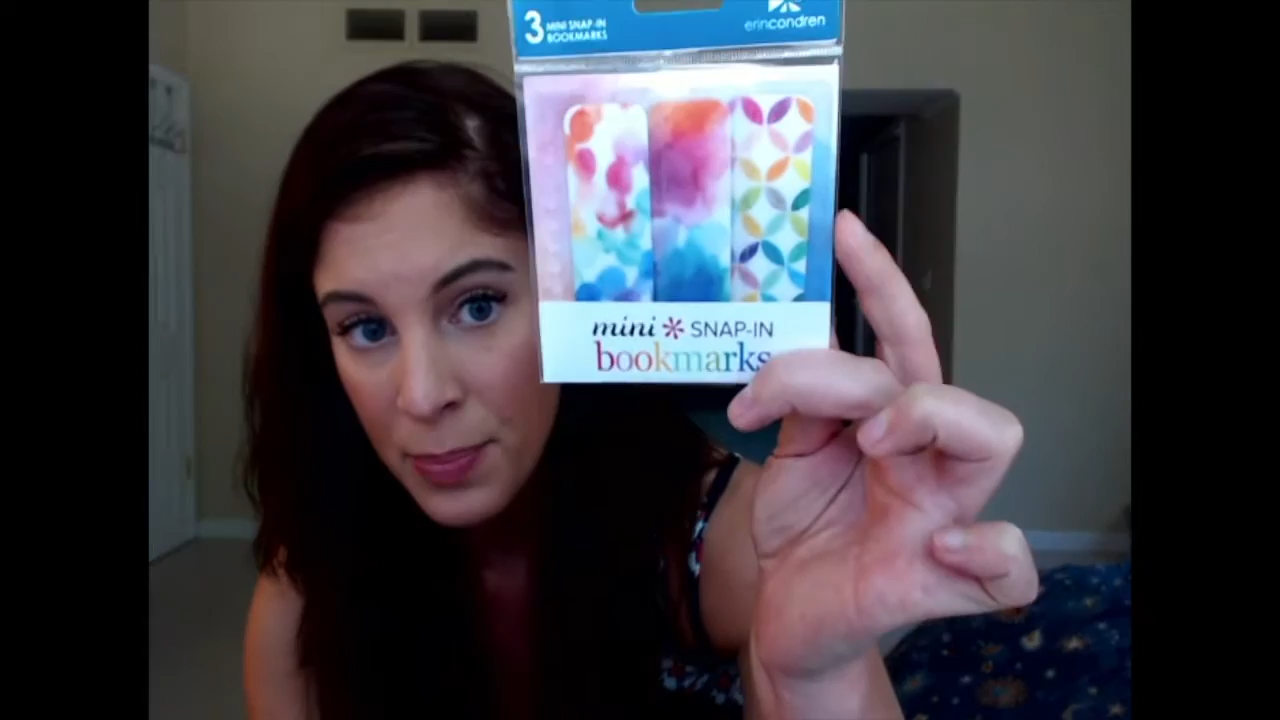 3 MINI SNAP-IN
BOOKMARKS
erincondren
mini * SNAP-IN
bookmarks